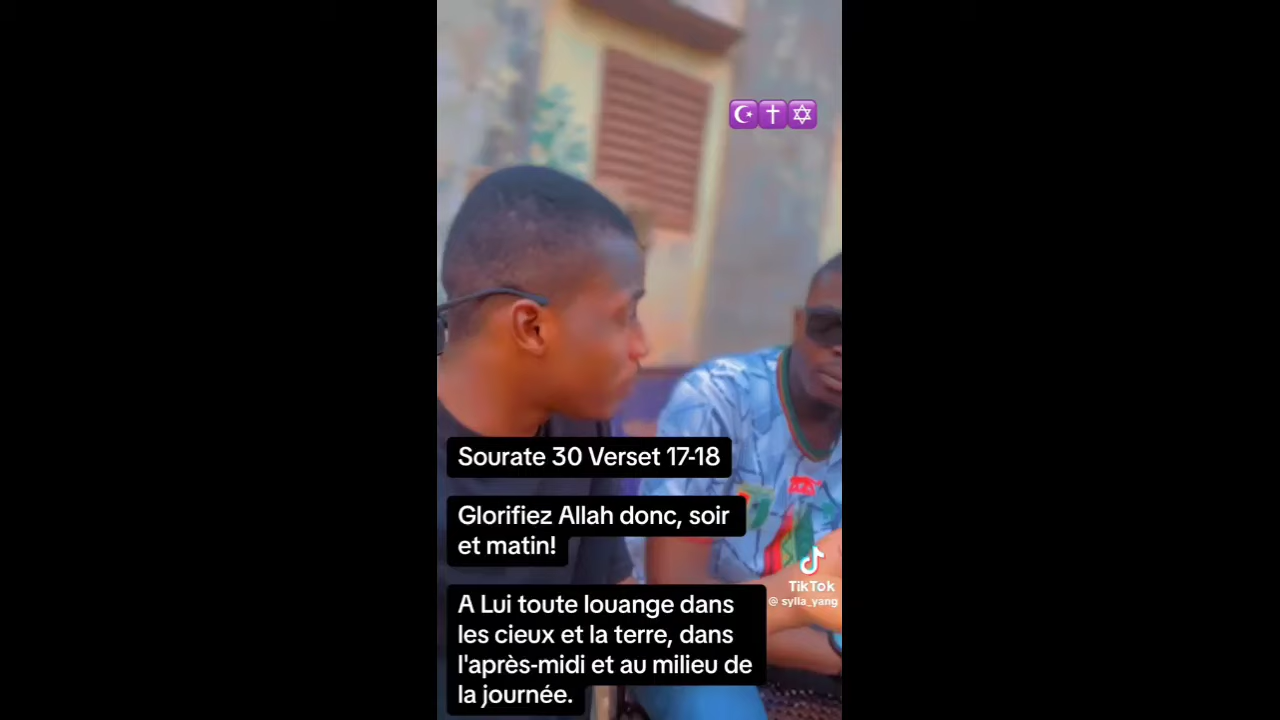 Sourate 30 Verset 17-18
Glorifiez Allah donc, soir
et matin!
A Lui toute louange dans
les cieux et la terre, dans
l'après-midi et au milieu de
la journée.
TikTok
@ sylla_yang